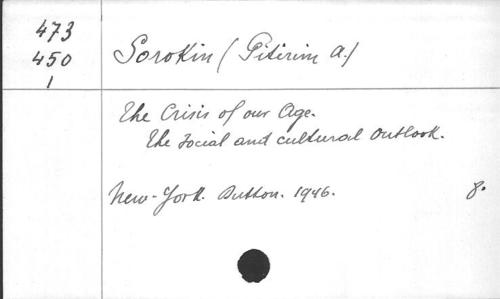 473
450
1
Sorokin (Pitirim A.)
The Crisis of our Age.
The Social and cultural Outlook.
New-York. Dutton. 1946. 8.